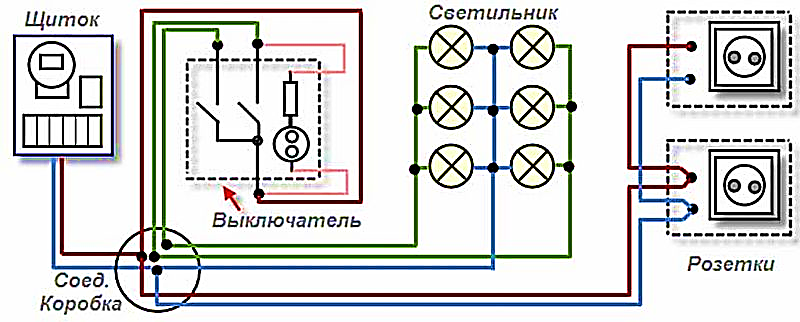 Щиток
Светильник
Выключатель
Соед.
Коробка
Розетки